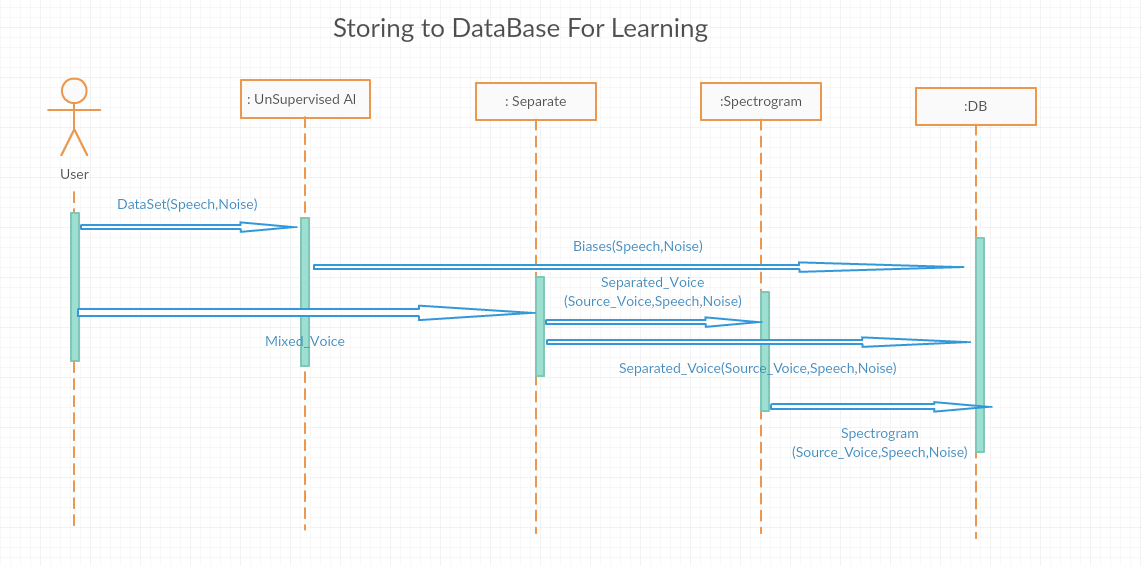 Storing to DataBase For Learning
: UnSupervised AI
: Separate
:Spectrogram
:DB
User
DataSet(Speech,Noise)
Biases(Speech,Noise)
Separated_Voice
(Source_Voice,Speech,Noise)
Mixed_Voice
Separated_Voice(Source_Voice,Speech,Noise)
Spectrogram
(Source_Voice,Speech,Noise)